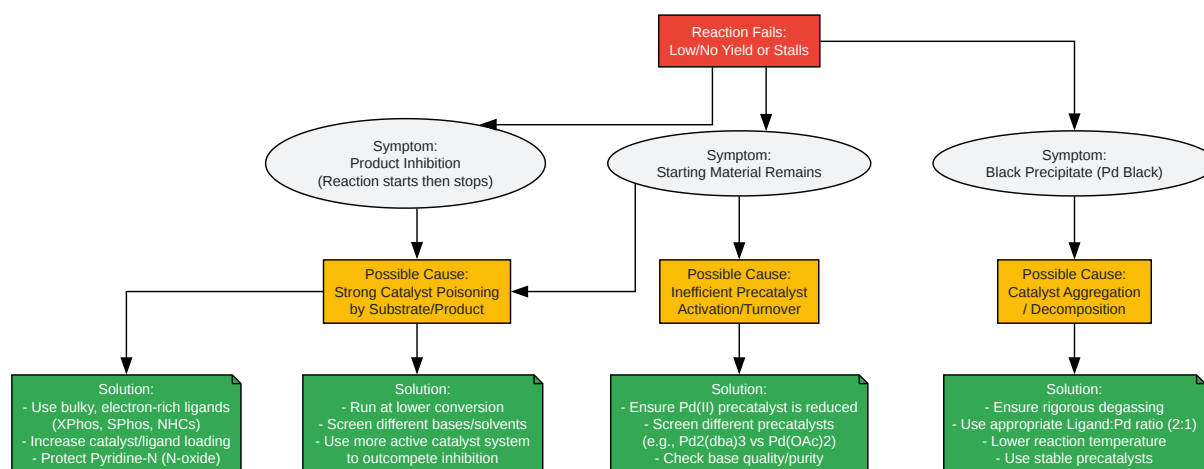 Reaction Fails:
Low/No Yield or Stalls
Symptom:
Product Inhibition
(Reaction starts then stops)
Symptom:
Starting Material Remains
Symptom:
Black Precipitate (Pd Black)
Possible Cause:
Strong Catalyst Poisoning
by Substrate/Product
Possible Cause:
Inefficient Precatalyst
Activation/Turnover
Possible Cause:
Catalyst Aggregation
/ Decomposition
Solution:
- Use bulky, electron-rich ligands
(XPhos, SPhos, NHCs)
- Increase catalyst/ligand loading
- Protect Pyridine-N (N-oxide)
Solution:
- Run at lower conversion
- Screen different bases/solvents
- Use more active catalyst system
to outcompete inhibition
Solution:
- Ensure Pd(II) precatalyst is reduced
- Screen different precatalysts
(e.g., Pd2(dba)3 vs Pd(OAc)2)
- Check base quality/purity
Solution:
- Ensure rigorous degassing
- Use appropriate Ligand:Pd ratio (2:1)
- Lower reaction temperature
- Use stable precatalysts